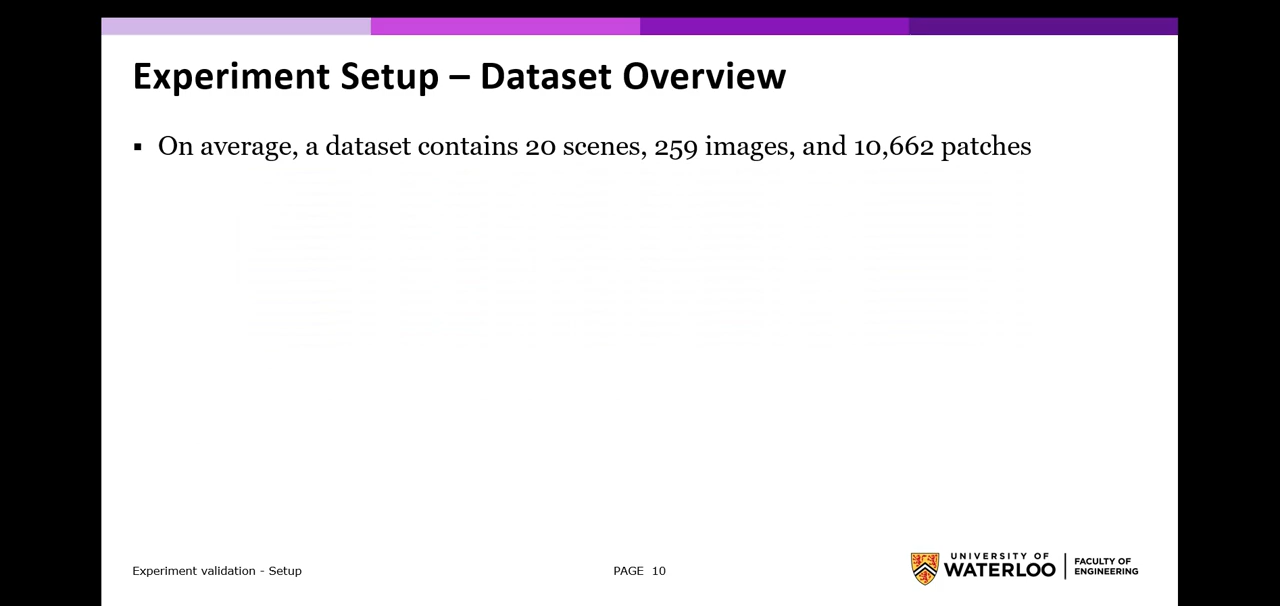 Experiment Setup – Dataset Overview
▪ On average, a dataset contains 20 scenes, 259 images, and 10,662 patches
Experiment validation - Setup
PAGE 10
UNIVERSITY OF
WATERLOO
FACULTY OF
ENGINEERING